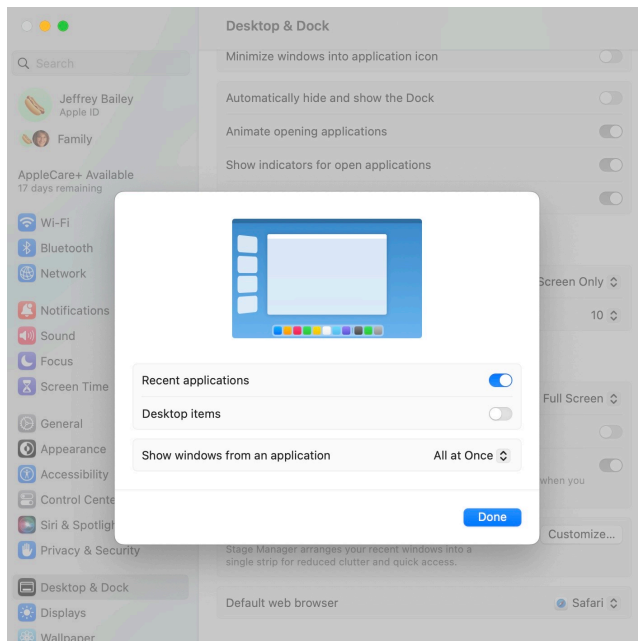 Desktop & Dock
Search
Jeffrey Bailey
Apple ID
Family
AppleCare+ Available
17 days remaining
Wi-Fi
Bluetooth
Network
Notifications
Sound
Focus
Screen Time
General
Appearance
Accessibility
Control Cente
Siri & Spotligh
Privacy & Security
Desktop & Dock
Displays
Wallpaper
Minimize windows into application icon
Automatically hide and show the Dock
Animate opening applications
Show indicators for open applications
Screen Only
10
Full Screen
when you
Customize...
Stage Manager arranges your recent windows into a
single strip for reduced clutter and quick access.
Default web browser Safari
Recent applications
Desktop items
Show windows from an application All at Once
Done